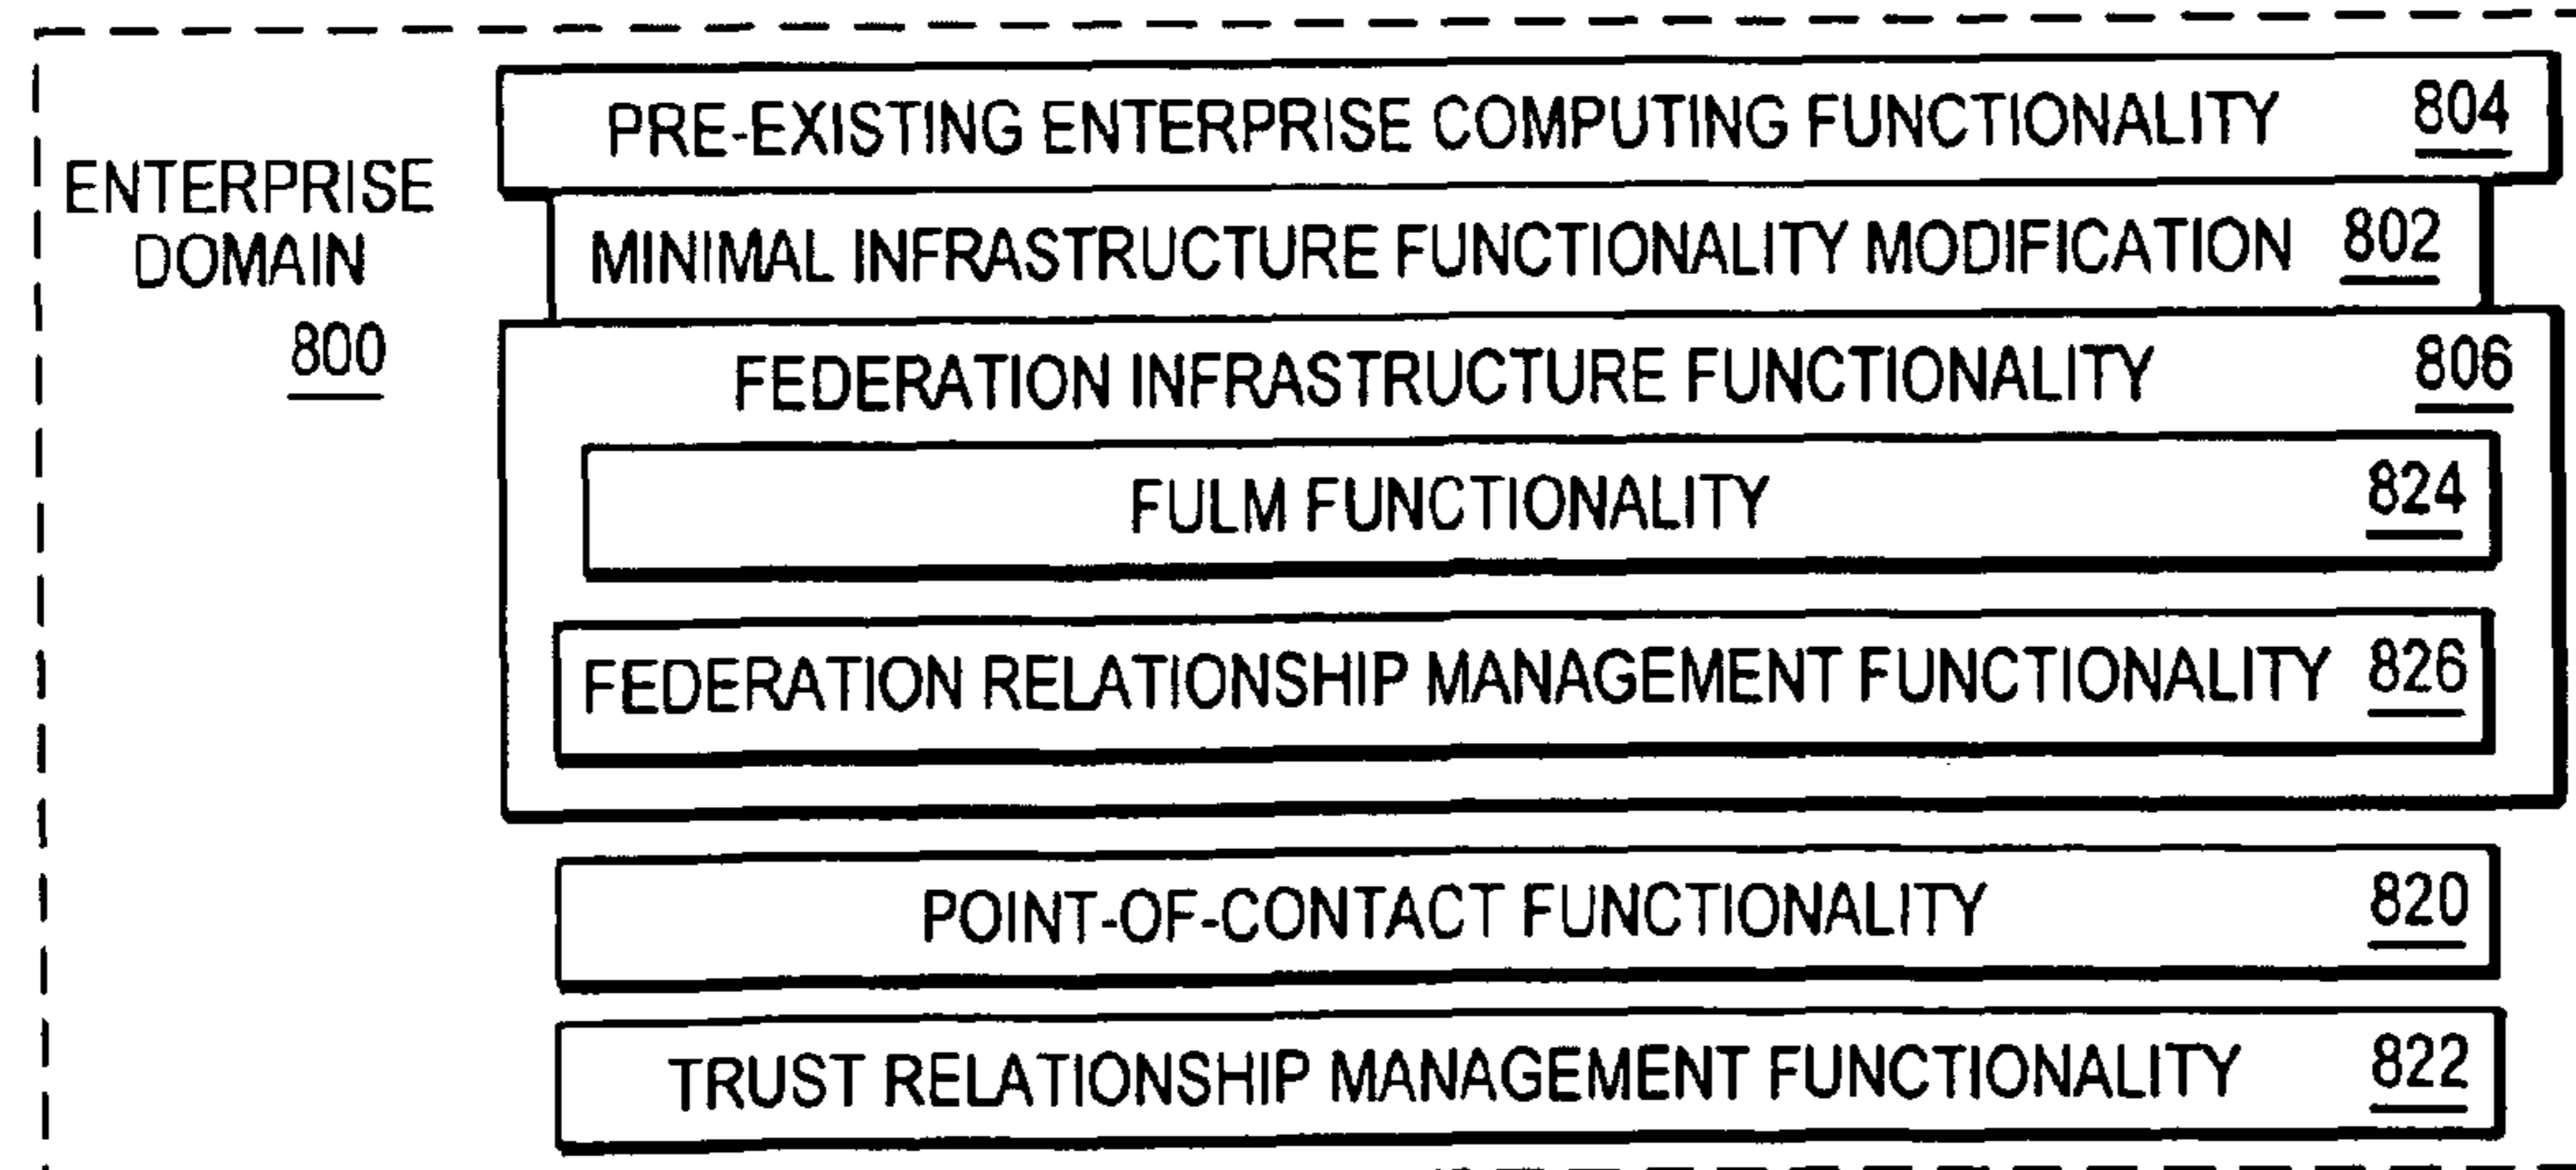 ENTERPRISE
DOMAIN
800
PRE-EXISTING ENTERPRISE COMPUTING FUNCTIONALITY 804
MINIMAL INFRASTRUCTURE FUNCTIONALITY MODIFICATION 802
FEDERATION INFRASTRUCTURE FUNCTIONALITY 806
FULM FUNCTIONALITY 824
FEDERATION RELATIONSHIP MANAGEMENT FUNCTIONALITY 826
POINT-OF-CONTACT FUNCTIONALITY 820
TRUST RELATIONSHIP MANAGEMENT FUNCTIONALITY 822